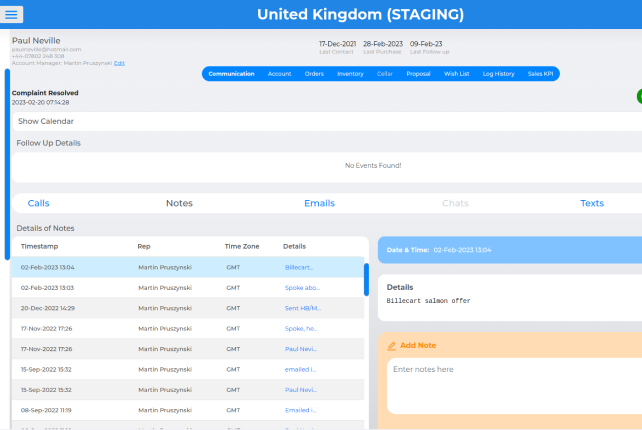 United Kingdom (STAGING)
Paul Neville
paulneville@hotmail.com
+44-07802 248 308
Account Manager: Martin Pruszynski Edit
17-Dec-2021 28-Feb-2023 09-Feb-23
Last Contact Last Purchase Last Follow up
Communication Account Orders Inventory Cellar Proposal Wish List Log History Sales KPI
Complaint Resolved
2023-02-20 07:14:28
Show Calendar
Follow Up Details
No Events Found!
Calls Notes Emails Chats Texts
Details of Notes
Timestamp Rep Time Zone Details
02-Feb-2023 13:04 Martin Pruszynski GMT Billecart...
02-Feb-2023 13:03 Martin Pruszynski GMT Spoke abo...
20-Dec-2022 14:29 Martin Pruszynski GMT Sent HB/M...
17-Nov-2022 17:26 Martin Pruszynski GMT Spoke, he...
17-Nov-2022 17:26 Martin Pruszynski GMT Paul Nevi...
15-Sep-2022 15:32 Martin Pruszynski GMT emailed i...
15-Sep-2022 15:32 Martin Pruszynski GMT Paul Nevi...
08-Sep-2022 11:19 Martin Pruszynski GMT Emailed i...
Date & Time: 02-Feb-2023 13:04
Details
Billecart salmon offer
Add Note
Enter notes here